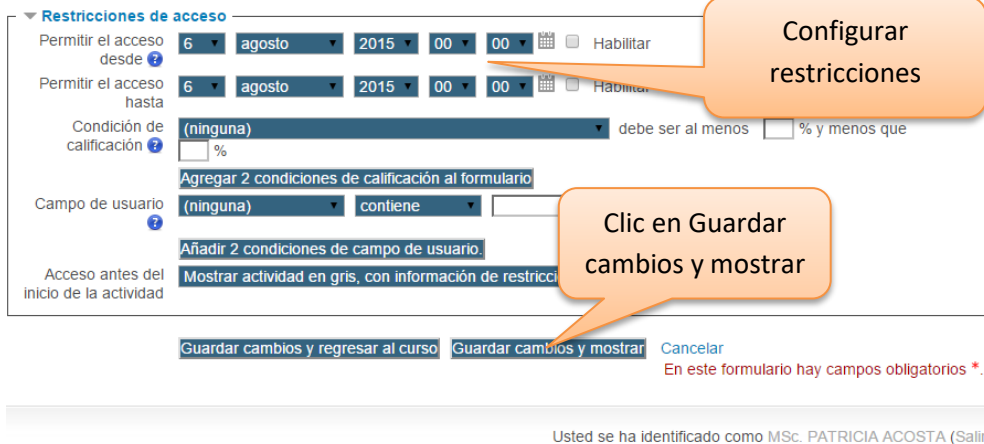 Restricciones de acceso
Permitir el acceso desde 6 agosto 2015 00 00 Habilitar
Configurar restricciones
Permitir el acceso hasta 6 agosto 2015 00 00 Habilitar
Condición de calificación (ninguna) debe ser al menos % y menos que
%
Agregar 2 condiciones de calificación al formulario
Campo de usuario (ninguna) contiene
Clic en Guardar cambios y mostrar
Añadir 2 condiciones de campo de usuario.
Acceso antes del inicio de la actividad Mostrar actividad en gris, con información de restricci
Guardar cambios y regresar al curso Guardar cambios y mostrar Cancelar
En este formulario hay campos obligatorios *.
Usted se ha identificado como MSc. PATRICIA ACOSTA (Salir